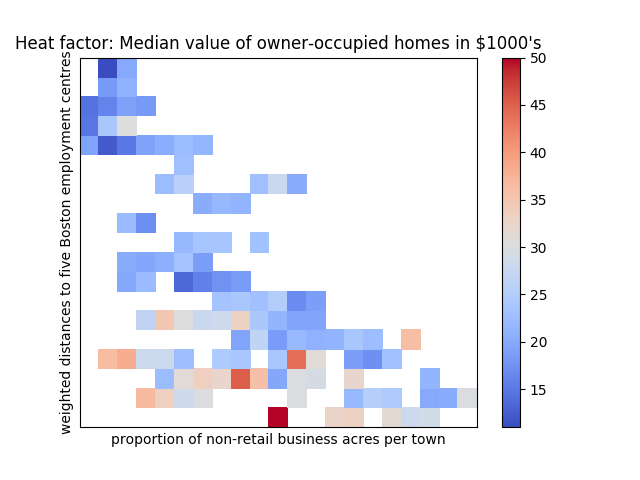 Heat factor: Median value of owner-occupied homes in $1000's
weighted distances to five Boston employment centres
proportion of non-retail business acres per town
50
45
40
35
30
25
20
15